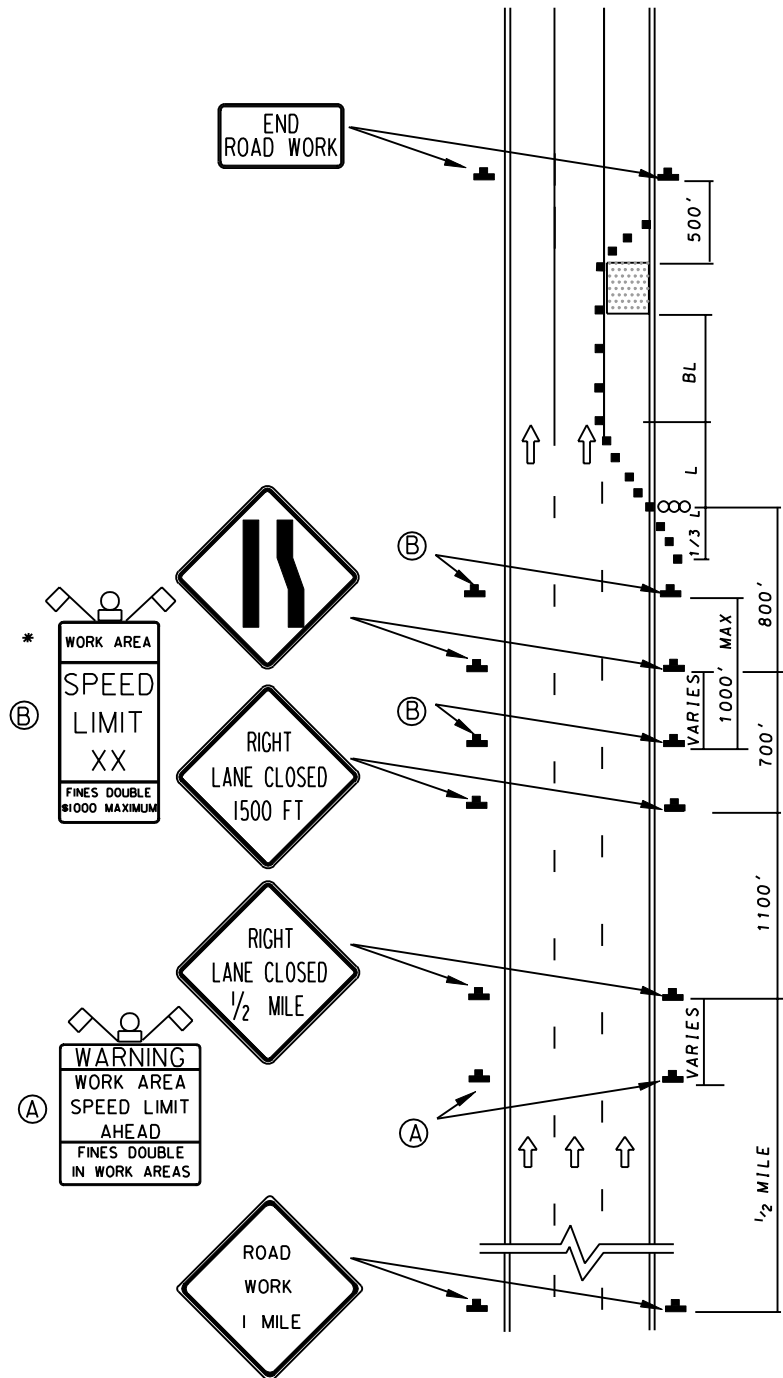 END
ROAD WORK
500'
BL
L
1/3 L
B
800'
*
WORK AREA
SPEED
LIMIT
XX
FINES DOUBLE
$1000 MAXIMUM
B
1000' MAX
VARIES
B
700'
RIGHT
LANE CLOSED
1500 FT
1100'
RIGHT
LANE CLOSED
1/2 MILE
VARIES
WARNING
WORK AREA
SPEED LIMIT
AHEAD
FINES DOUBLE
IN WORK AREAS
A
A
1/2 MILE
ROAD
WORK
1 MILE